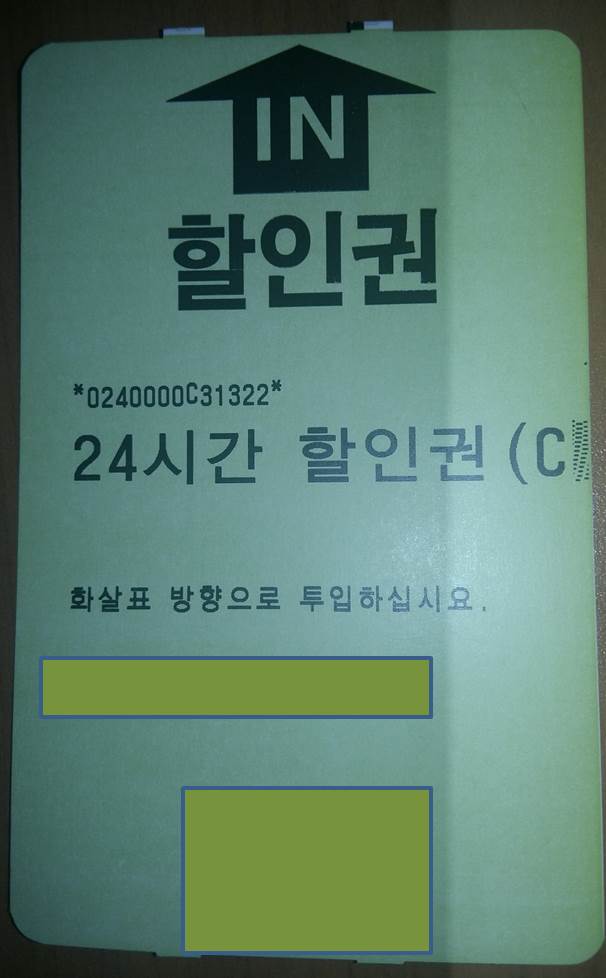 IN
할인권
*0240000C31322*
24시간 할인권(C)
화살표 방향으로 투입하십시요.